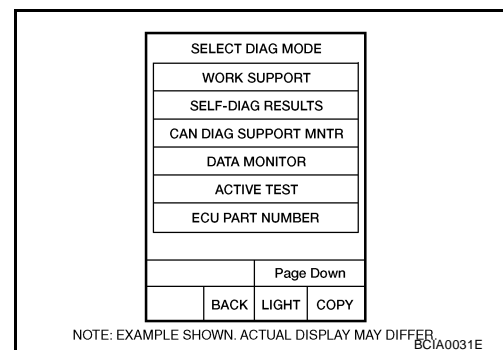 SELECT DIAG MODE
WORK SUPPORT
SELF-DIAG RESULTS
CAN DIAG SUPPORT MNTR
DATA MONITOR
ACTIVE TEST
ECU PART NUMBER
Page Down
BACK LIGHT COPY
NOTE: EXAMPLE SHOWN. ACTUAL DISPLAY MAY DIFFER.
BCIA0031E